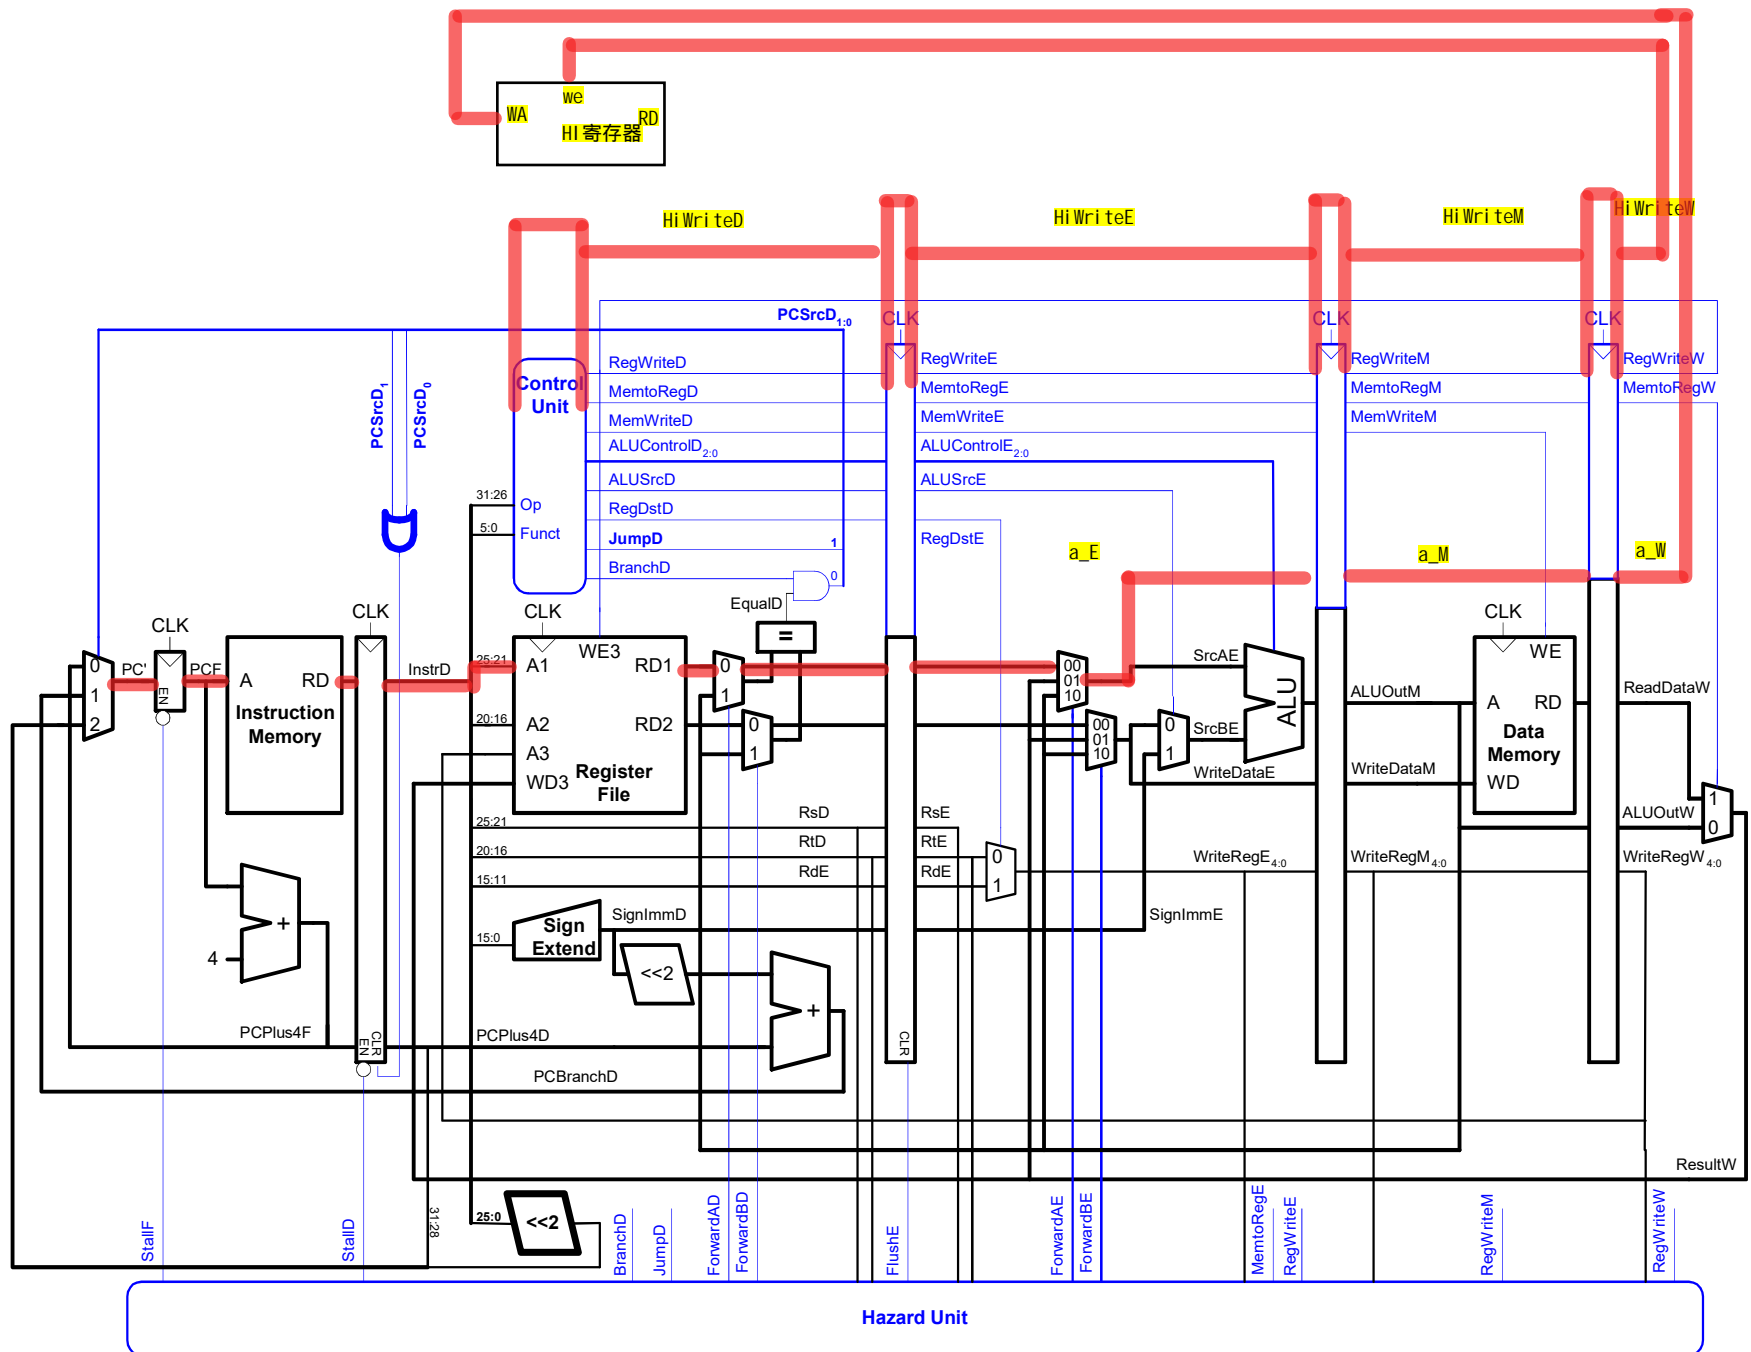 WA
we
RD
HI寄存器
HiWriteD
HiWriteE
HiWriteM
HiWriteW
PCSrcD1:0
CLK
CLK
CLK
PCSrcD1
PCSrcD0
Control
Unit
RegWriteD
RegWriteE
RegWriteM
RegWriteW
MemtoRegD
MemtoRegE
MemtoRegM
MemtoRegW
MemWriteD
MemWriteE
MemWriteM
ALUControlD2:0
ALUControlE2:0
ALUSrcD
ALUSrcE
31:26
Op
RegDstD
RegDstE
5:0
Funct
JumpD
1
BranchD
0
a_E
a_M
a_W
EqualD
=
CLK
CLK
CLK
CLK
0
1
2
PC'
EN
PCF
A
RD
Instruction
Memory
InstrD
25:21
A1
WE3
RD1
20:16
A2
RD2
A3
WD3
Register
File
0
1
0
1
00
01
10
00
01
10
0
1
SrcAE
SrcBE
ALU
WriteDataE
ALUOutM
WriteDataM
A
WE
RD
Data
Memory
WD
ReadDataW
ALUOutW
1
0
25:21
RsD
RsE
20:16
RtD
RtE
15:11
RdE
RdE
0
1
WriteRegE4:0
WriteRegM4:0
WriteRegW4:0
SignImmD
SignImmE
15:0
Sign
Extend
<<2
+
4
+
PCPlus4F
EN
CLR
PCPlus4D
CLR
PCBranchD
ResultW
25:0
<<2
31:28
StallF
StallD
BranchD
JumpD
ForwardAD
ForwardBD
FlushE
ForwardAE
ForwardBE
MemtoRegE
RegWriteE
RegWriteM
RegWriteW
Hazard Unit